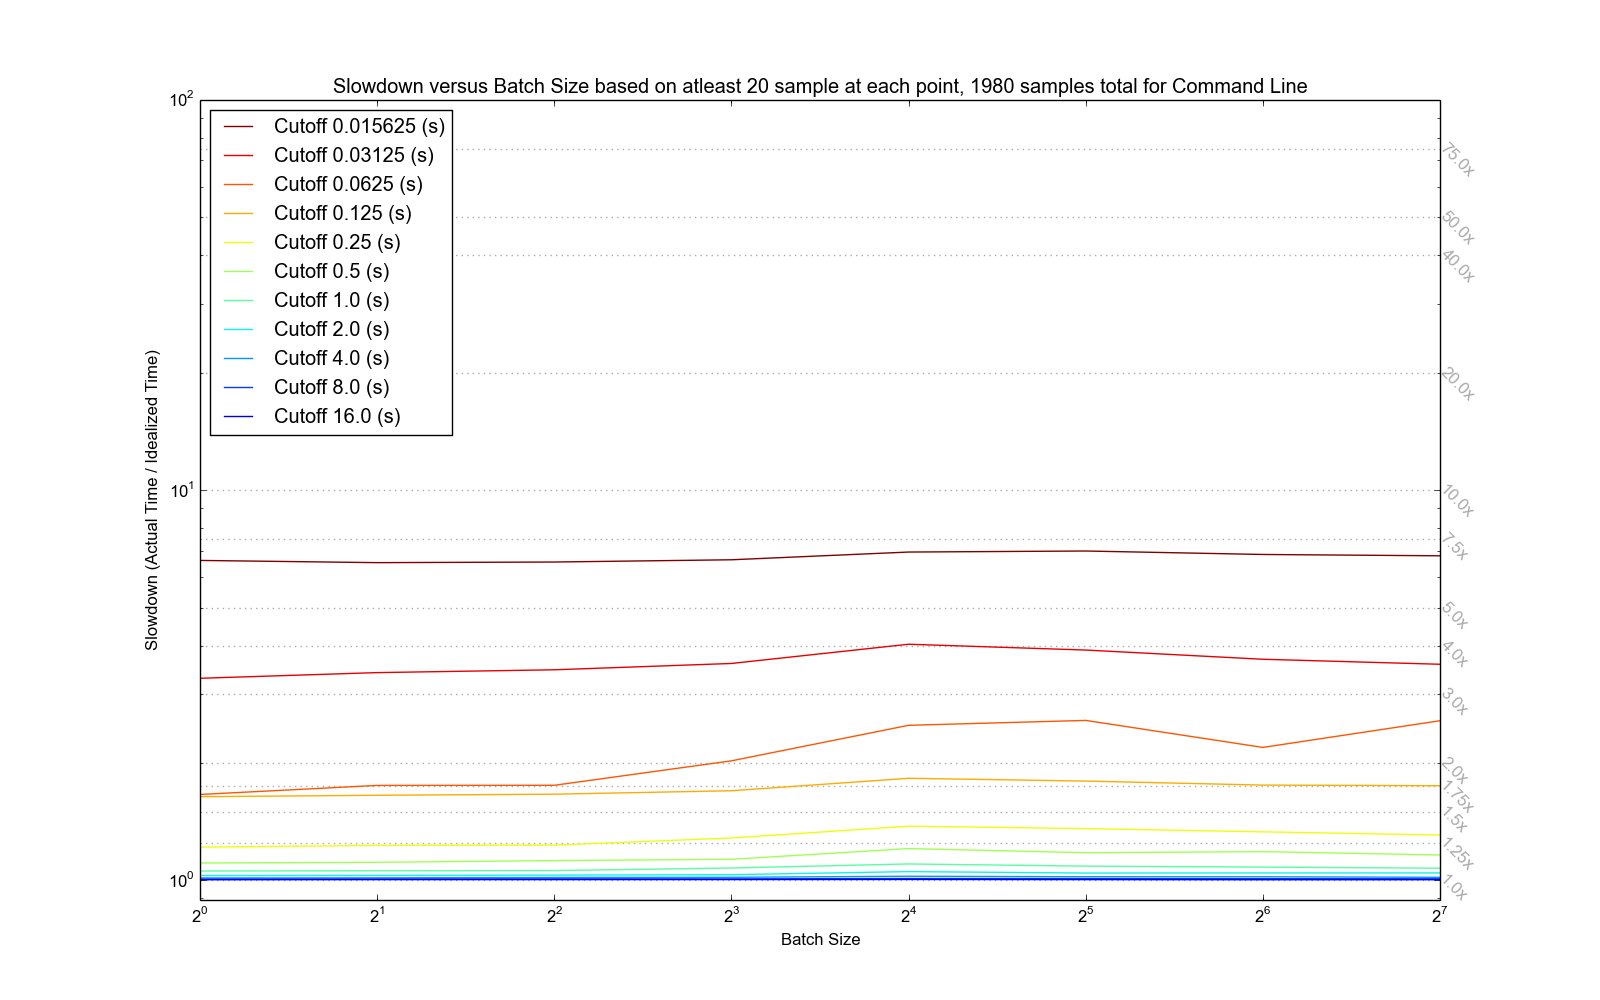 Slowdown versus Batch Size based on atleast 20 sample at each point, 1980 samples total for Command Line
10²
Cutoff 0.015625 (s)
Cutoff 0.03125 (s)
Cutoff 0.0625 (s)
Cutoff 0.125 (s)
Cutoff 0.25 (s)
Cutoff 0.5 (s)
Cutoff 1.0 (s)
Cutoff 2.0 (s)
Cutoff 4.0 (s)
Cutoff 8.0 (s)
Cutoff 16.0 (s)
75.0x
50.0x
40.0x
20.0x
10.0x
7.5x
5.0x
4.0x
3.0x
2.0x
1.75x
1.5x
1.25x
1.0x
Slowdown (Actual Time / Idealized Time)
10¹
10⁰
2⁰ 2¹ 2² 2³ 2⁴ 2⁵ 2⁶ 2⁷
Batch Size